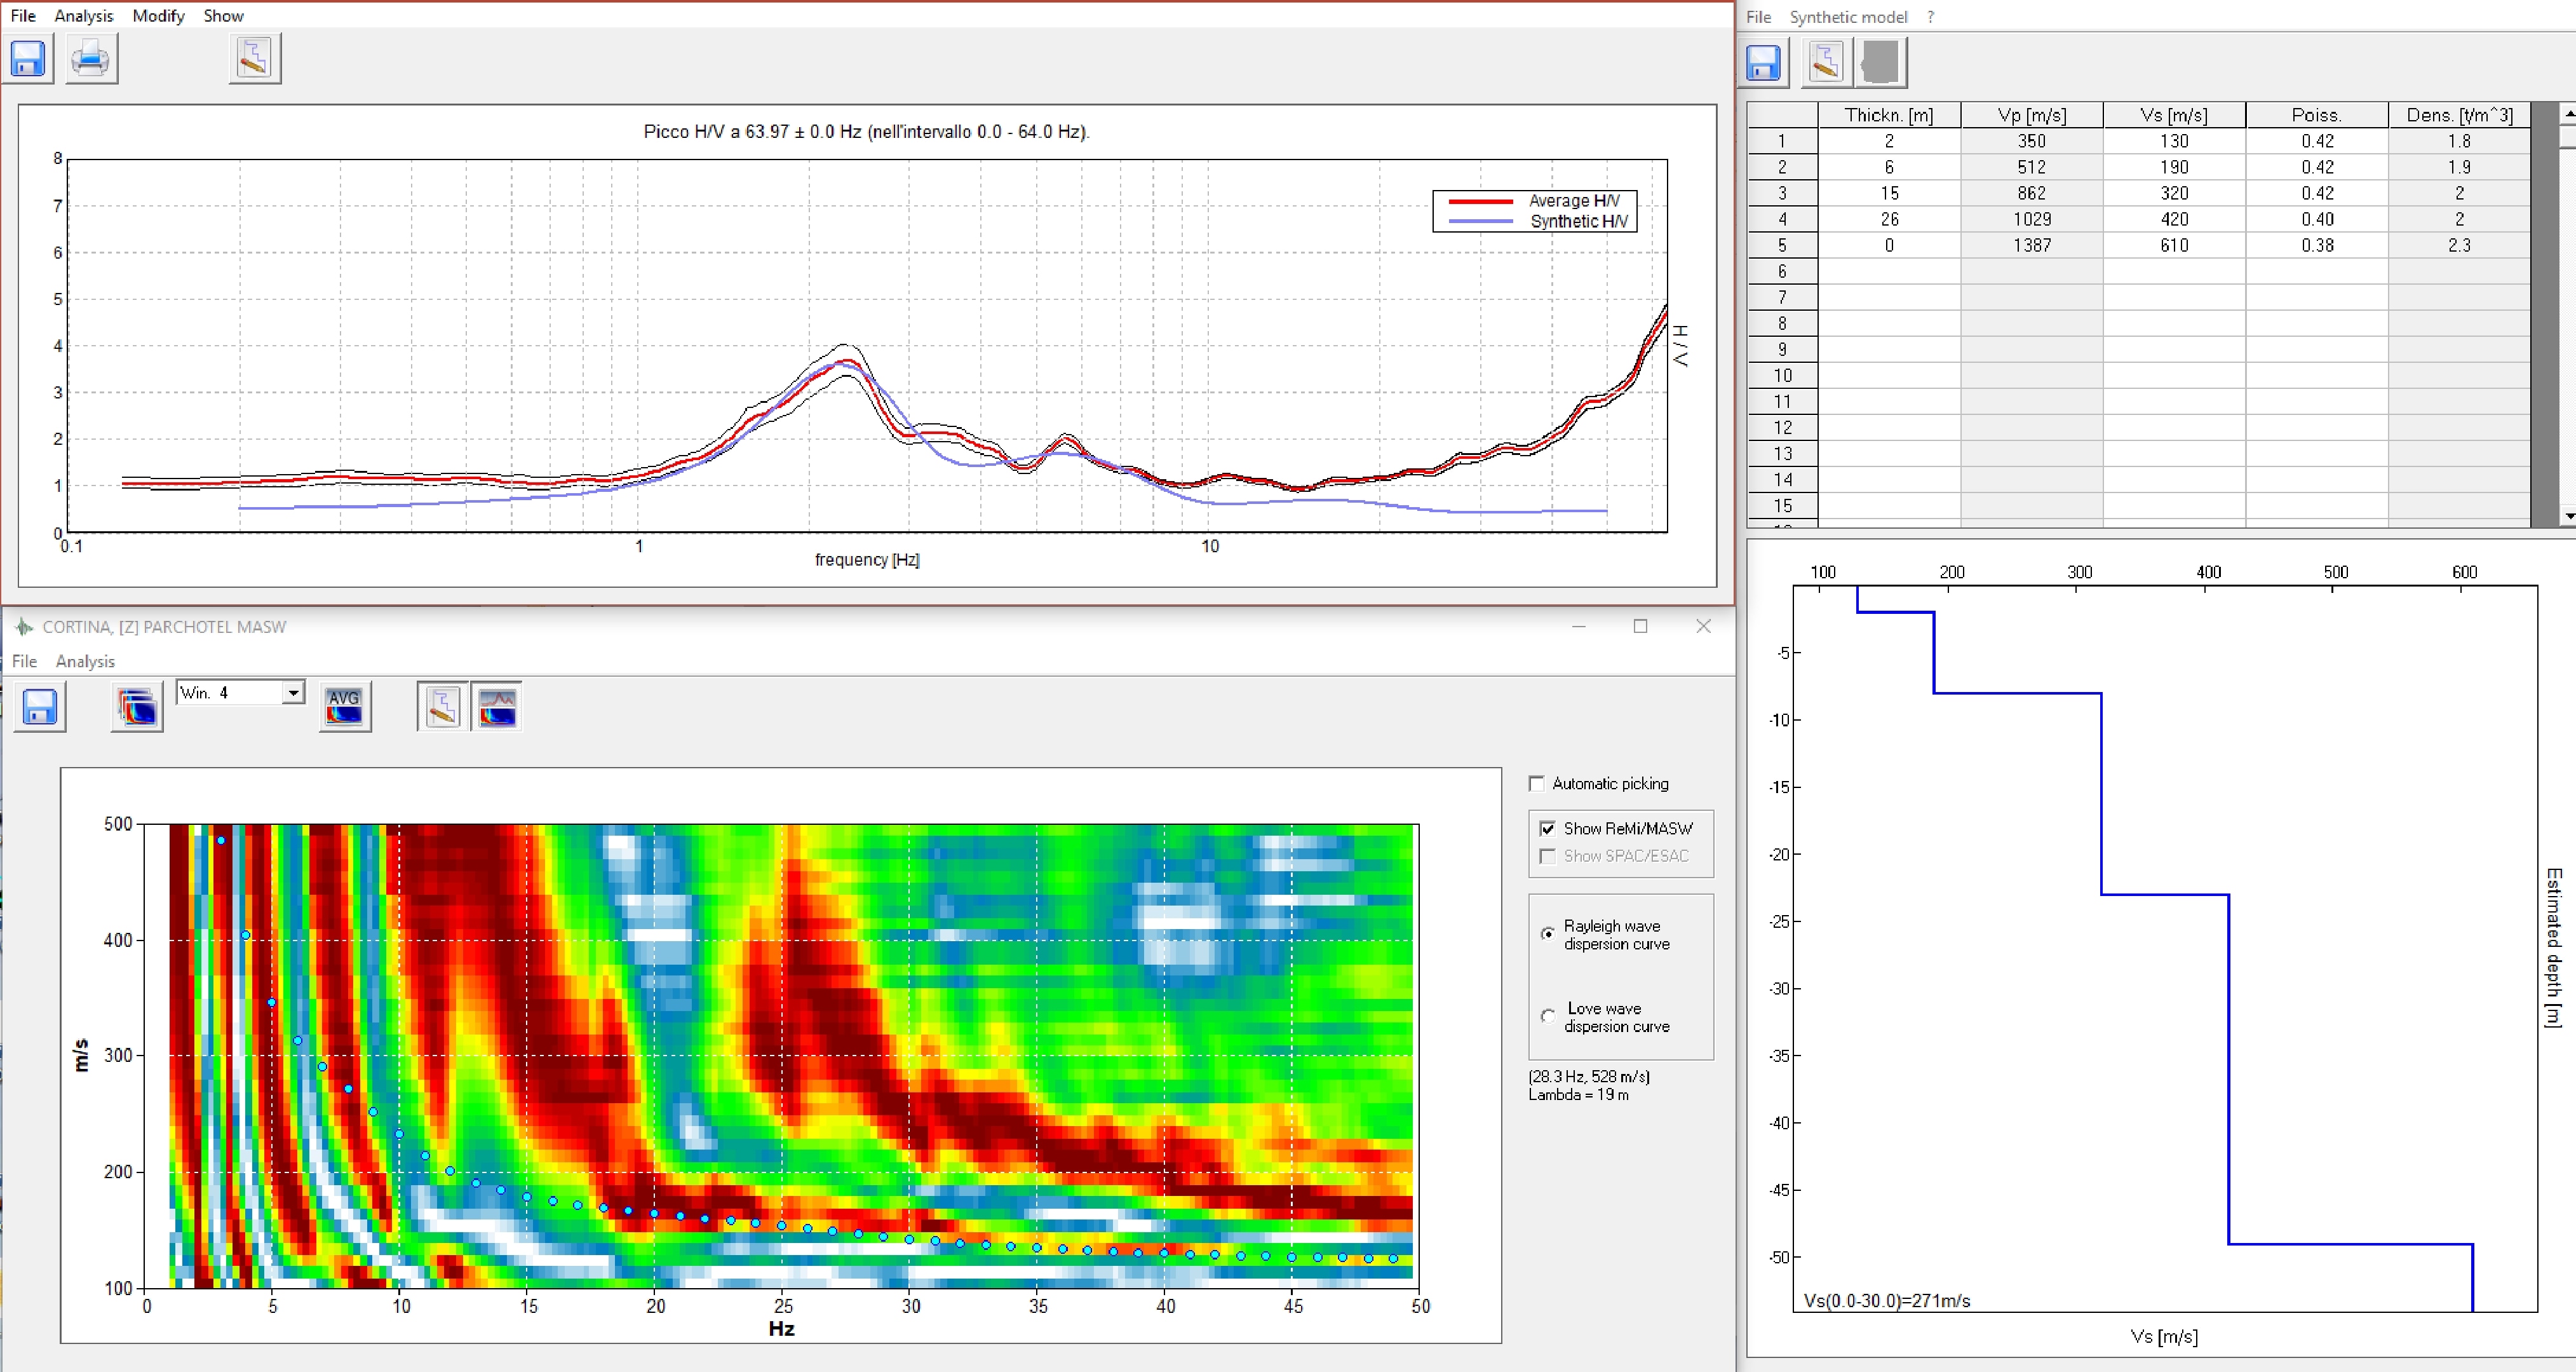 File Analysis Modify Show
Picco H/V a 63.97 ± 0.0 Hz (nell'intervallo 0.0 - 64.0 Hz).
8
7
6
5
4
3
2
1
0
Average H/V
Synthetic H/V
H / V
0.1 1 10
frequency [Hz]
CORTINA, [Z] PARCHOTEL MASW
File Analysis
Win. 4
AVG
500
400
300
200
100
m/s
0 5 10 15 20 25 30 35 40 45 50
Hz
Automatic picking
Show ReMi/MASW
Show SPAC/ESAC
Rayleigh wave
dispersion curve
Love wave
dispersion curve
(28.3 Hz, 528 m/s)
Lambda = 19 m
File Synthetic model ?
Thickn. [m] Vp [m/s] Vs [m/s] Poiss. Dens. [t/m^3]
1 2 350 130 0.42 1.8
2 6 512 190 0.42 1.9
3 15 862 320 0.42 2
4 26 1029 420 0.40 2
5 0 1387 610 0.38 2.3
6
7
8
9
10
11
12
13
14
15
100 200 300 400 500 600
-5
-10
-15
-20
-25
-30
-35
-40
-45
-50
Estimated depth [m]
Vs(0.0-30.0)=271m/s
Vs [m/s]